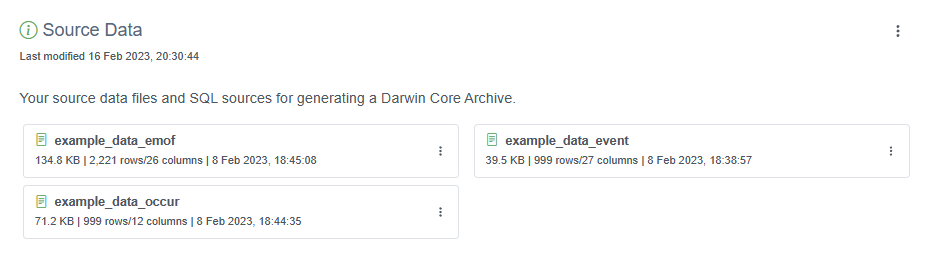 Source Data
Last modified 16 Feb 2023, 20:30:44
Your source data files and SQL sources for generating a Darwin Core Archive.
example_data_emof
134.8 KB | 2,221 rows/26 columns | 8 Feb 2023, 18:45:08
example_data_event
39.5 KB | 999 rows/27 columns | 8 Feb 2023, 18:38:57
example_data_occur
71.2 KB | 999 rows/12 columns | 8 Feb 2023, 18:44:35